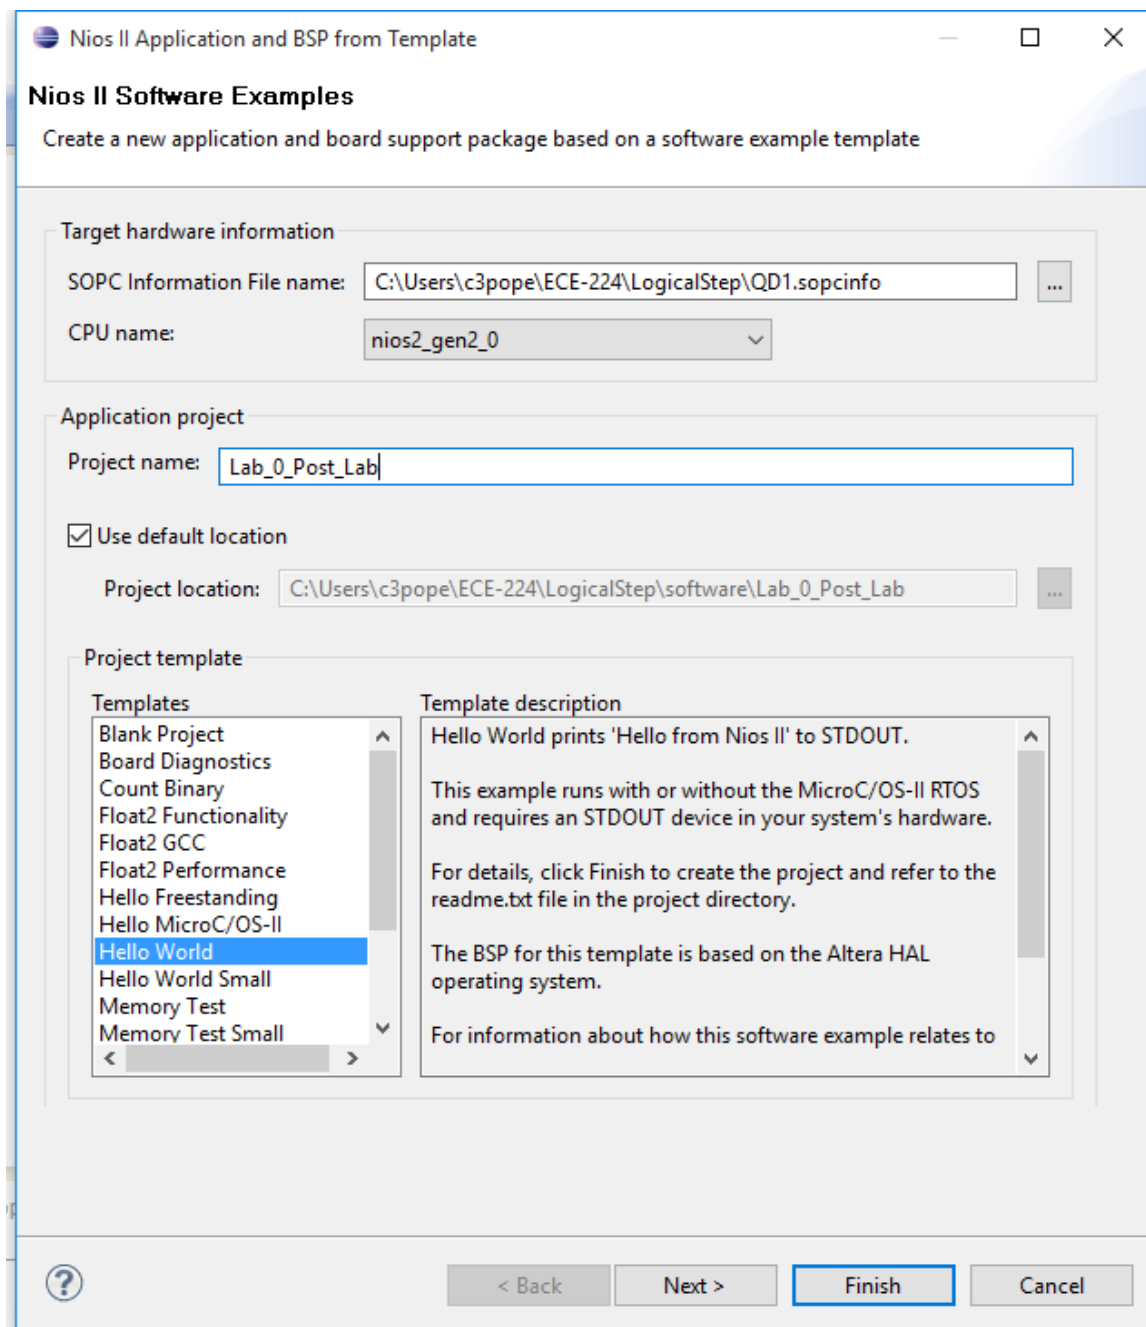 Nios II Application and BSP from Template
Nios II Software Examples
Create a new application and board support package based on a software example template
Target hardware information
SOPC Information File name: C:\Users\c3pope\ECE-224\LogicalStep\QD1.sopcinfo ...
CPU name: nios2_gen2_0
Application project
Project name: Lab_0_Post_Lab
Use default location
Project location: C:\Users\c3pope\ECE-224\LogicalStep\software\Lab_0_Post_Lab ...
Project template
Templates
Blank Project
Board Diagnostics
Count Binary
Float2 Functionality
Float2 GCC
Float2 Performance
Hello Freestanding
Hello MicroC/OS-II
Hello World
Hello World Small
Memory Test
Memory Test Small
Template description
Hello World prints 'Hello from Nios II' to STDOUT.
This example runs with or without the MicroC/OS-II RTOS
and requires an STDOUT device in your system's hardware.
For details, click Finish to create the project and refer to the
readme.txt file in the project directory.
The BSP for this template is based on the Altera HAL
operating system.
For information about how this software example relates to
? < Back Next > Finish Cancel